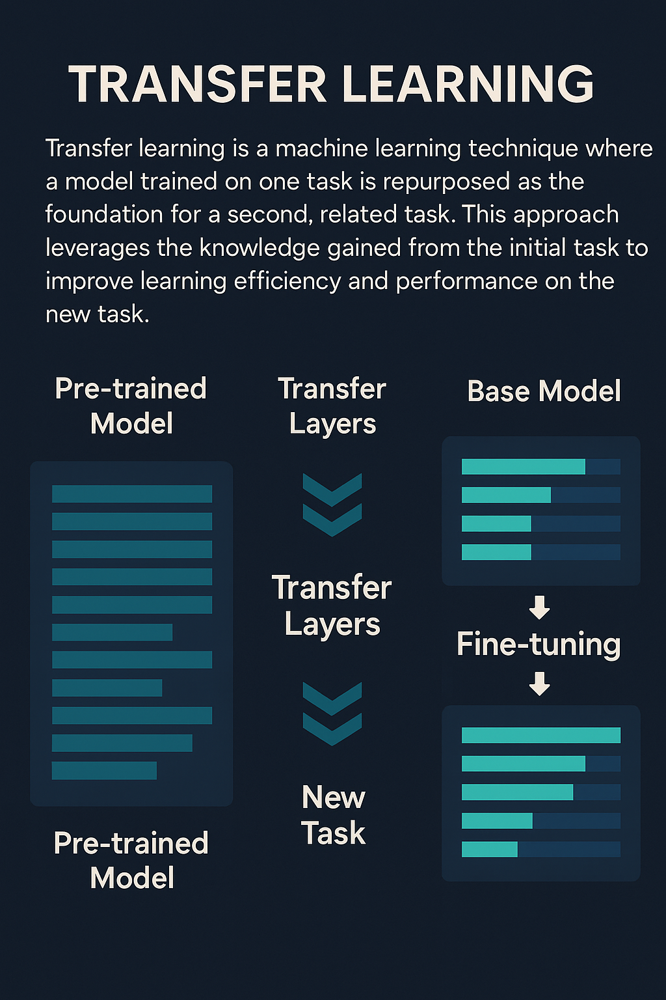 TRANSFER LEARNING
Transfer learning is a machine learning technique where
a model trained on one task is repurposed as the
foundation for a second, related task. This approach
leverages the knowledge gained from the initial task to
improve learning efficiency and performance on the
new task.
Pre-trained
Model
Pre-trained
Model
Transfer
Layers
Transfer
Layers
New
Task
Base Model
Fine-tuning